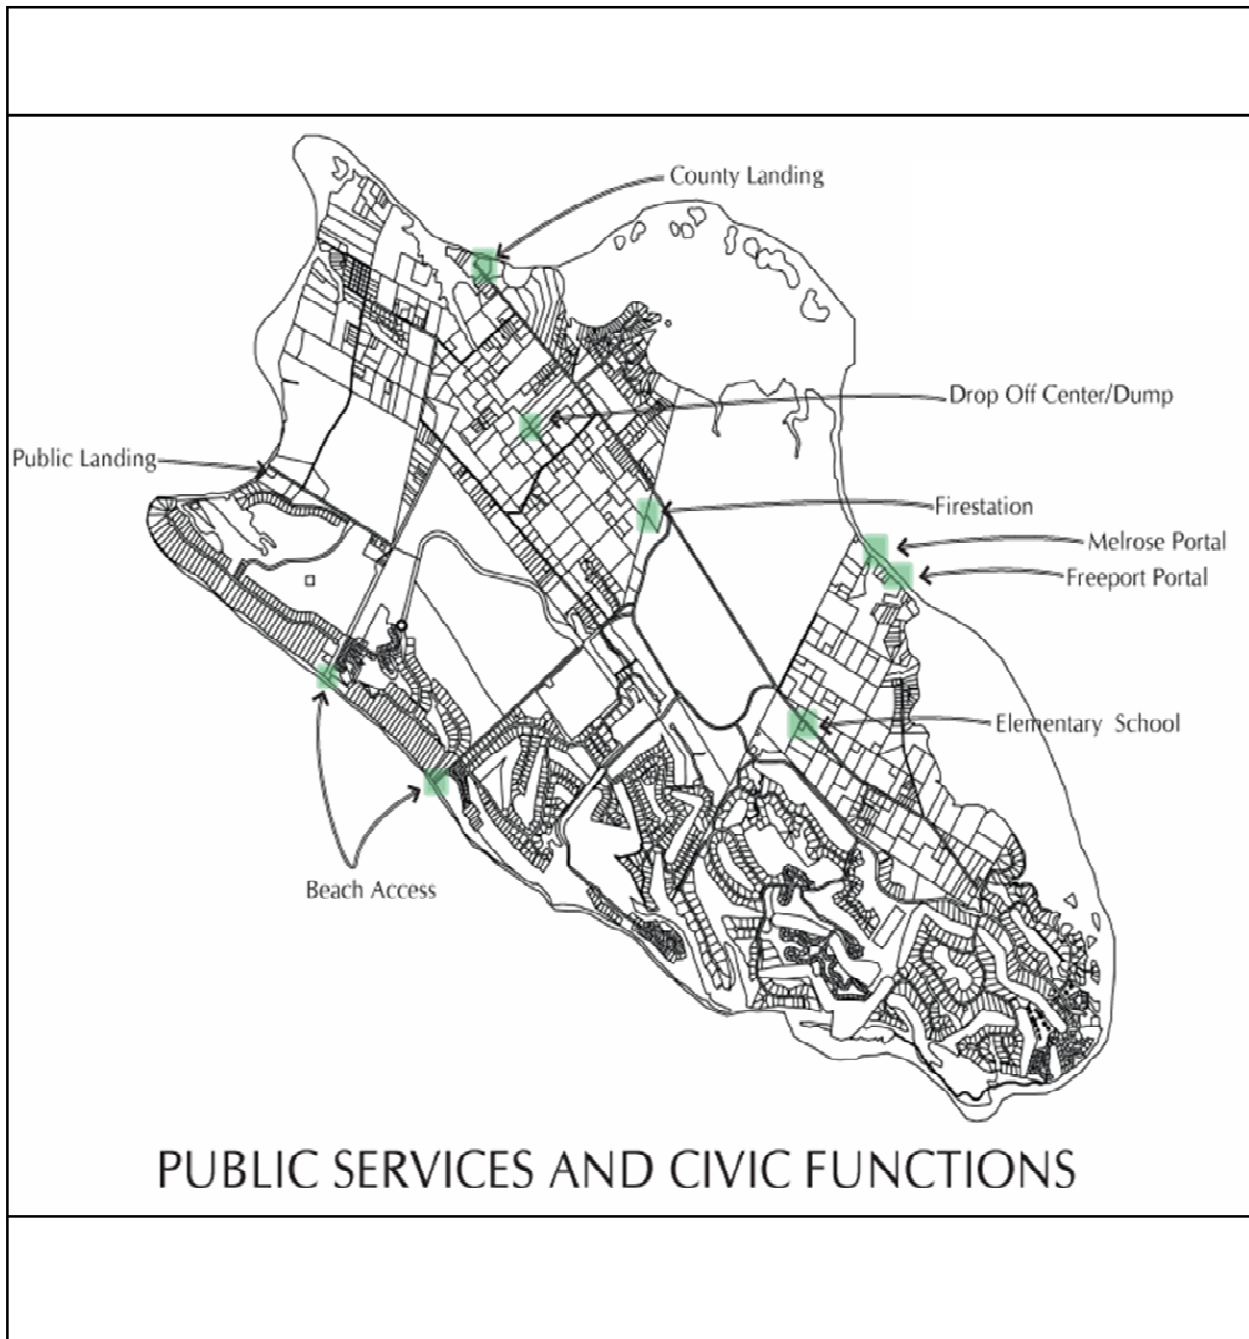 County Landing
Drop Off Center/Dump
Public Landing
Firestation
Melrose Portal
Freeport Portal
Elementary School
Beach Access
PUBLIC SERVICES AND CIVIC FUNCTIONS